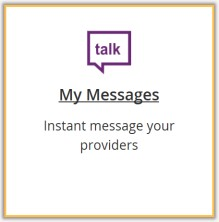 talk
My Messages
Instant message your
providers